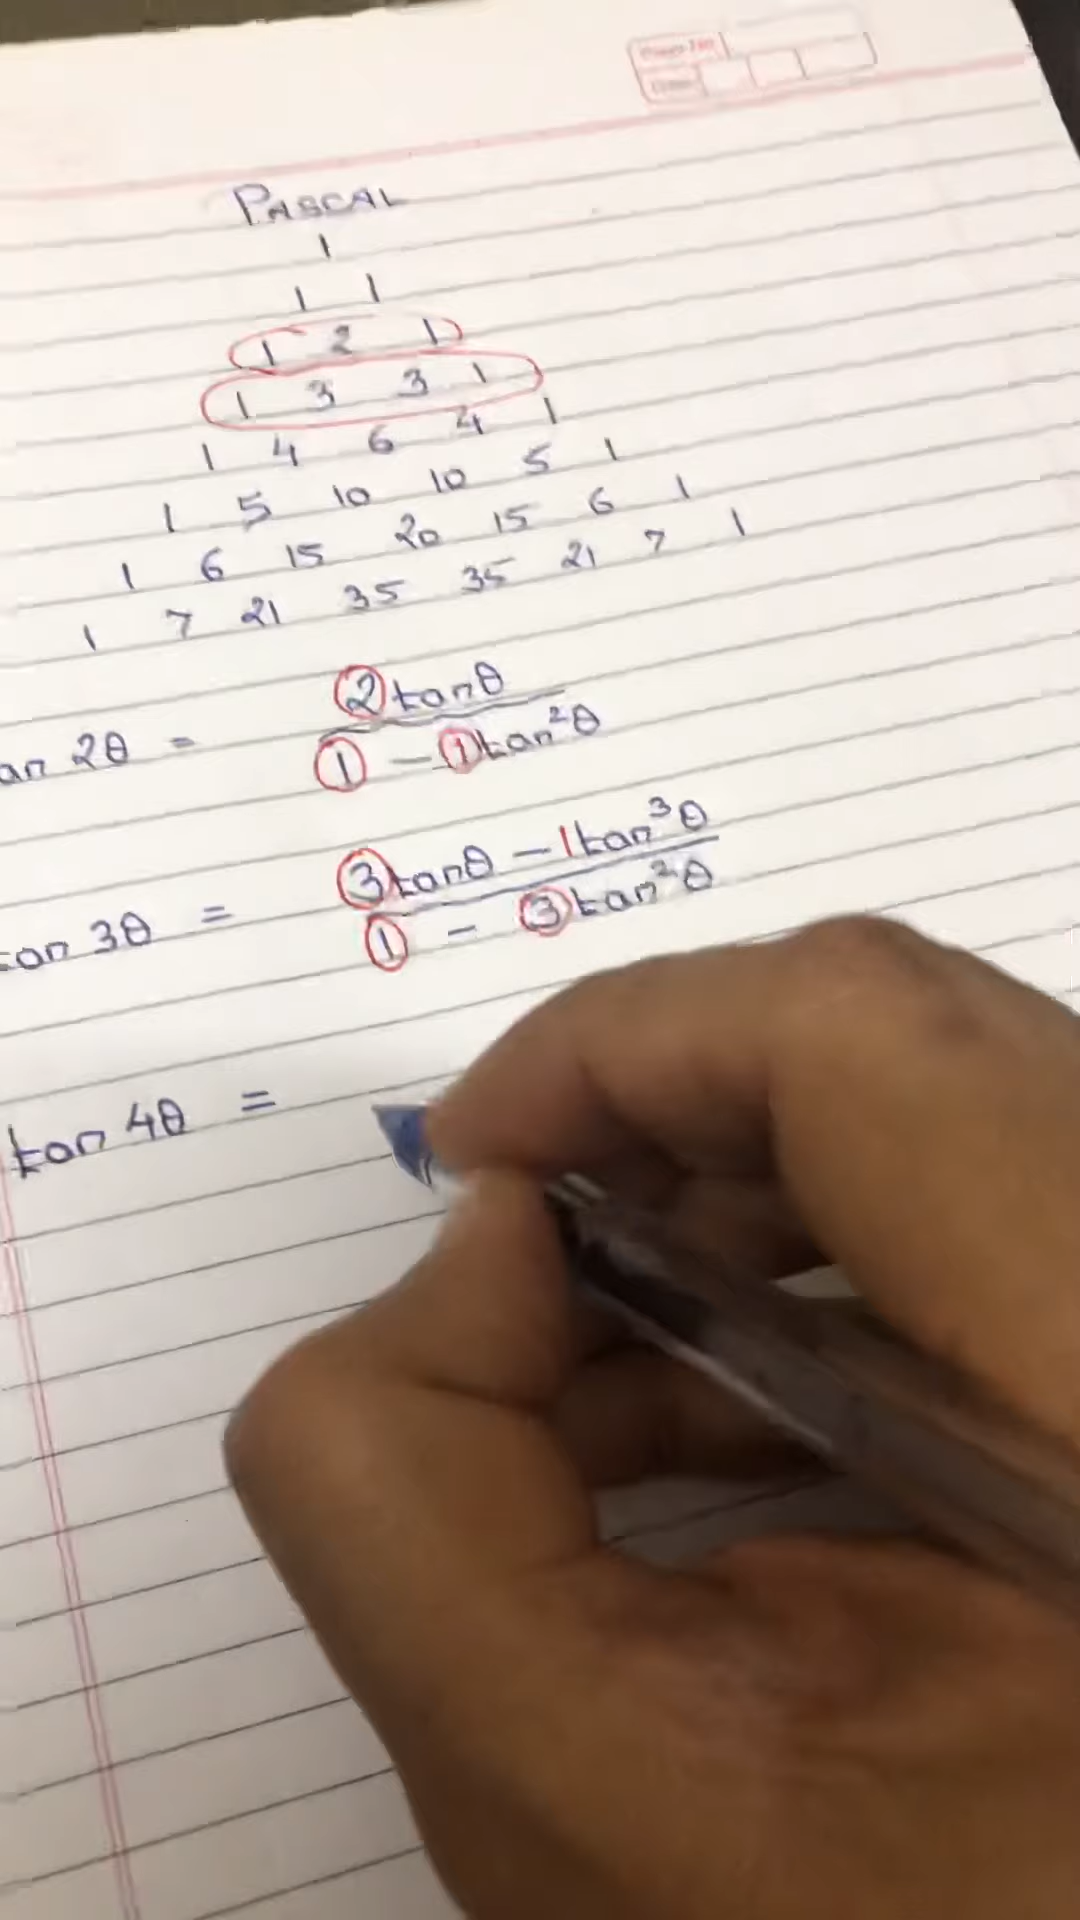 PASCAL
1
1 1
1 2 1
1 3 3 1
1 4 6 4 1
1 5 10 10 5 1
1 6 15 20 15 6 1
1 7 21 35 35 21 7 1
an 2θ = 2tanθ
1 - 1tan²θ
tan 3θ = 3tanθ - 1tan³θ
1 - 3tan²θ
tan 4θ =